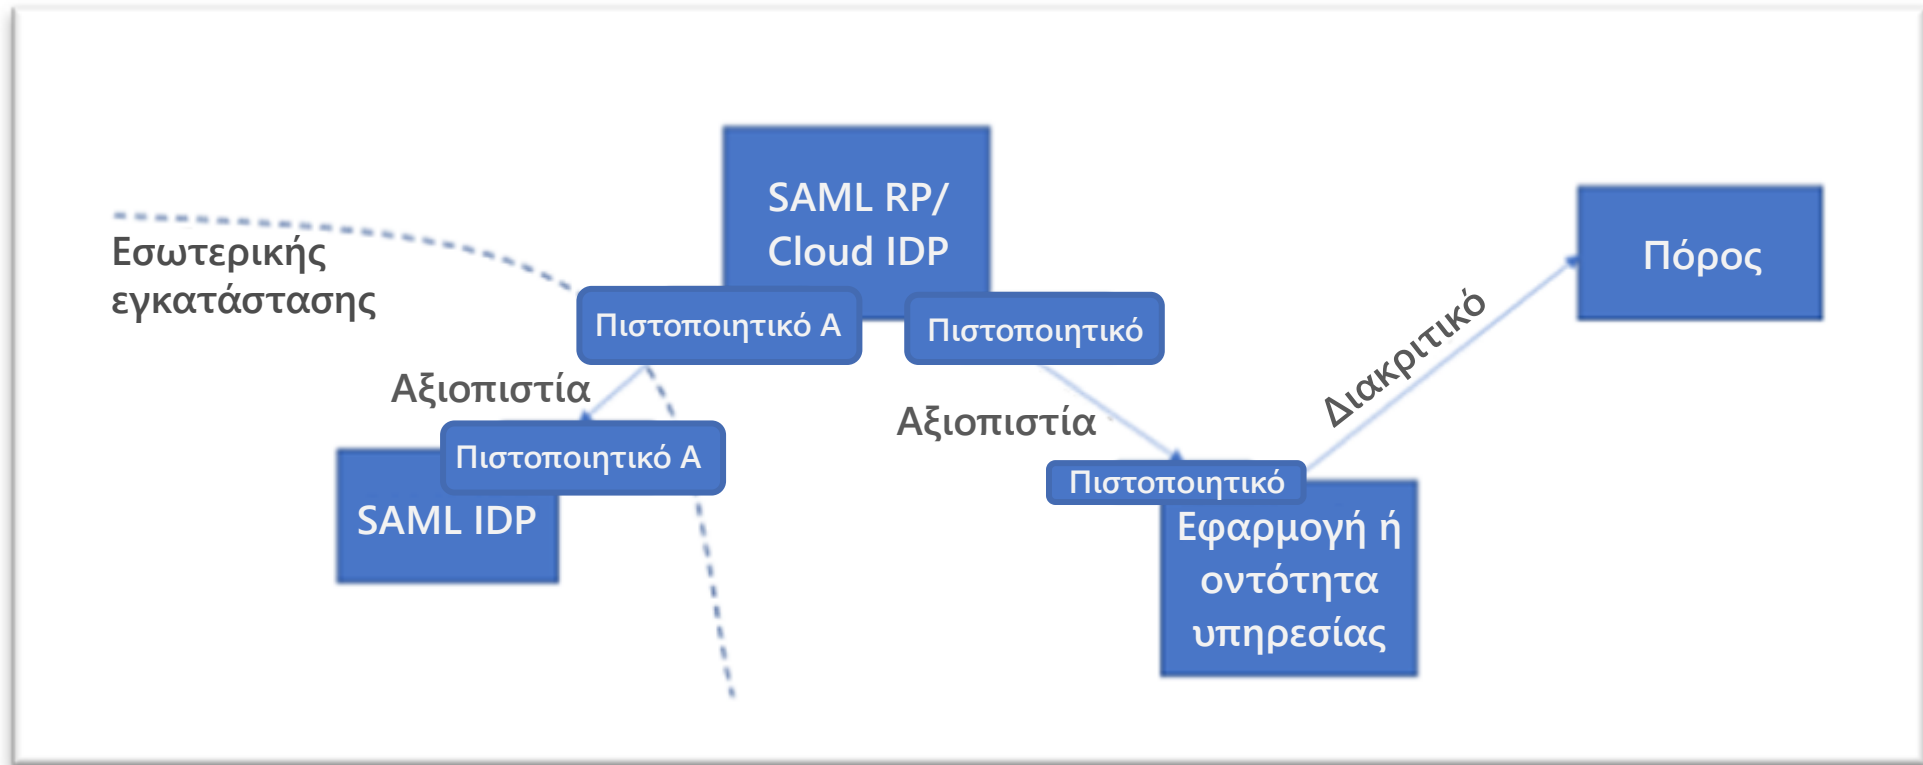 SAML RP/
Cloud IDP
Πόρος
Εσωτερικής
εγκατάστασης
Πιστοποιητικό Α
Πιστοποιητικό
Διακριτικό
Αξιοπιστία
Αξιοπιστία
Πιστοποιητικό Α
SAML IDP
Πιστοποιητικό
Εφαρμογή ή
οντότητα
υπηρεσίας